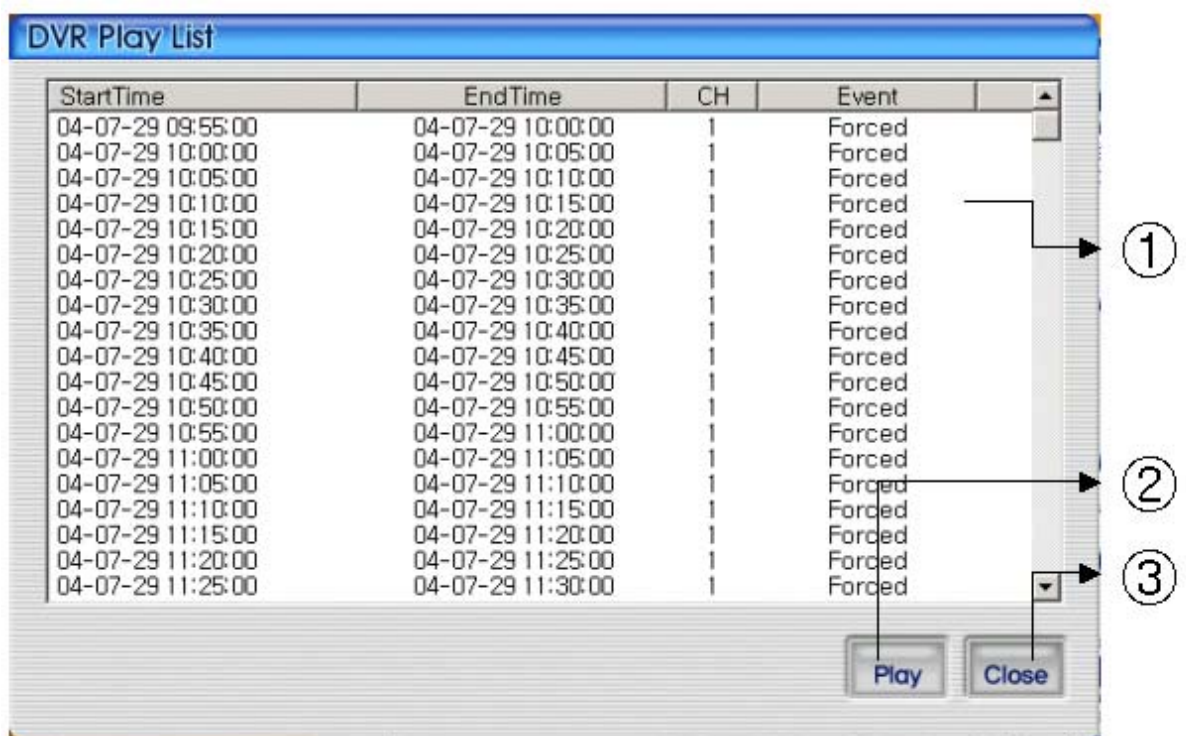 DVR Play List
StartTime EndTime CH Event
04-07-29 09:55:00 04-07-29 10:00:00 1 Forced
04-07-29 10:00:00 04-07-29 10:05:00 1 Forced
04-07-29 10:05:00 04-07-29 10:10:00 1 Forced
04-07-29 10:10:00 04-07-29 10:15:00 1 Forced
04-07-29 10:15:00 04-07-29 10:20:00 1 Forced
04-07-29 10:20:00 04-07-29 10:25:00 1 Forced
04-07-29 10:25:00 04-07-29 10:30:00 1 Forced
04-07-29 10:30:00 04-07-29 10:35:00 1 Forced
04-07-29 10:35:00 04-07-29 10:40:00 1 Forced
04-07-29 10:40:00 04-07-29 10:45:00 1 Forced
04-07-29 10:45:00 04-07-29 10:50:00 1 Forced
04-07-29 10:50:00 04-07-29 10:55:00 1 Forced
04-07-29 10:55:00 04-07-29 11:00:00 1 Forced
04-07-29 11:00:00 04-07-29 11:05:00 1 Forced
04-07-29 11:05:00 04-07-29 11:10:00 1 Forced
04-07-29 11:10:00 04-07-29 11:15:00 1 Forced
04-07-29 11:15:00 04-07-29 11:20:00 1 Forced
04-07-29 11:20:00 04-07-29 11:25:00 1 Forced
04-07-29 11:25:00 04-07-29 11:30:00 1 Forced
①
②
③
Play Close